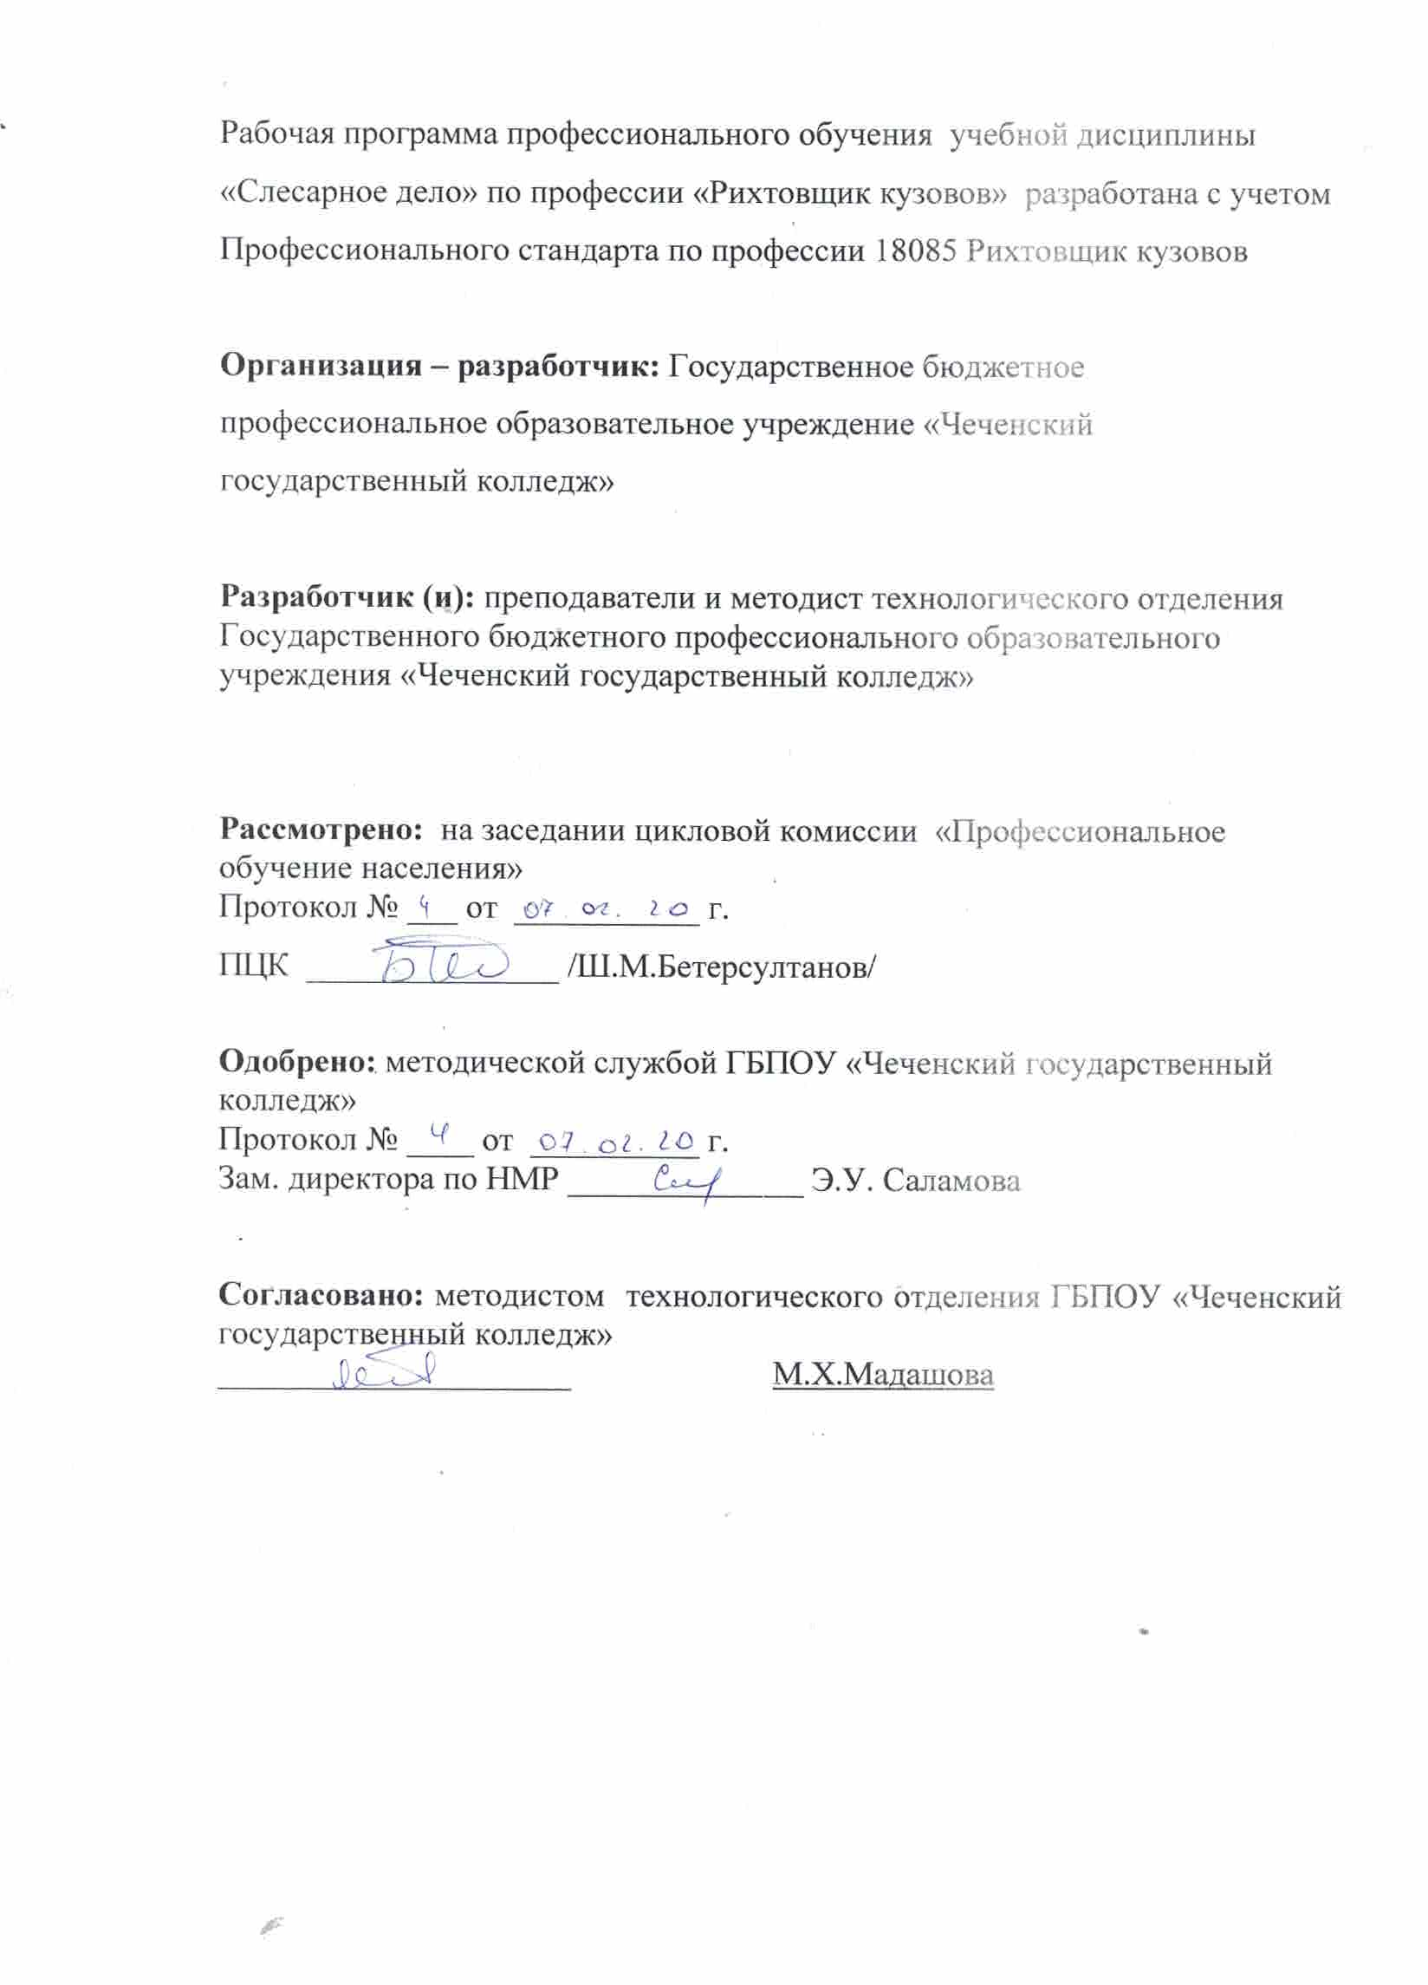 Рабочая программа профессионального обучения учебной дисциплины
«Слесарное дело» по профессии «Рихтовщик кузовов» разработана с учетом
Профессионального стандарта по профессии 18085 Рихтовщик кузовов
Организация – разработчик: Государственное бюджетное
профессиональное образовательное учреждение «Чеченский
государственный колледж»
Разработчик (и): преподаватели и методист технологического отделения
Государственного бюджетного профессионального образовательного
учреждения «Чеченский государственный колледж»
Рассмотрено: на заседании цикловой комиссии «Профессиональное
обучение населения»
Протокол № 4 от 07.02.20 г.
ПЦК /Ш.М.Бетерсултанов/
Одобрено: методической службой ГБПОУ «Чеченский государственный
колледж»
Протокол № 4 от 07.02.20 г.
Зам. директора по НМР Э.У. Саламова
Согласовано: методистом технологического отделения ГБПОУ «Чеченский
государственный колледж»
М.Х.Мадашова